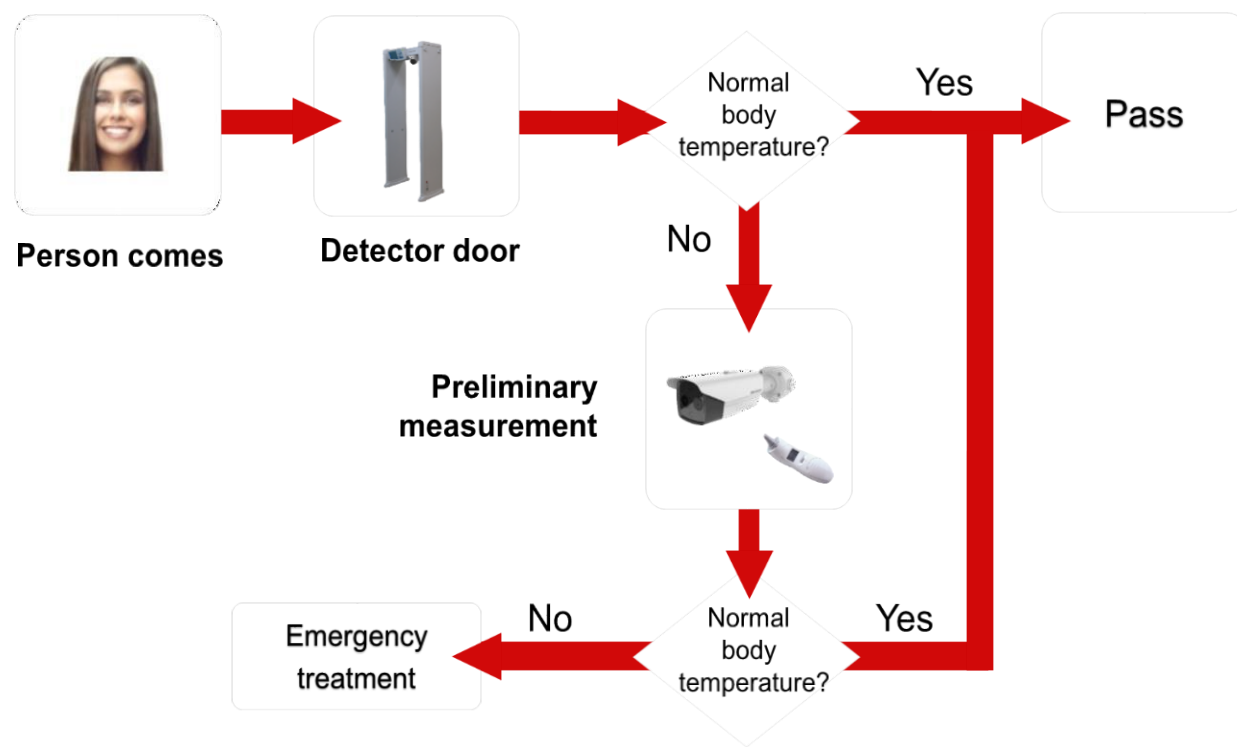 Person comes
Detector door
Normal
body
temperature?
Yes
Pass
No
Preliminary
measurement
Normal
body
temperature?
No
Yes
Emergency
treatment